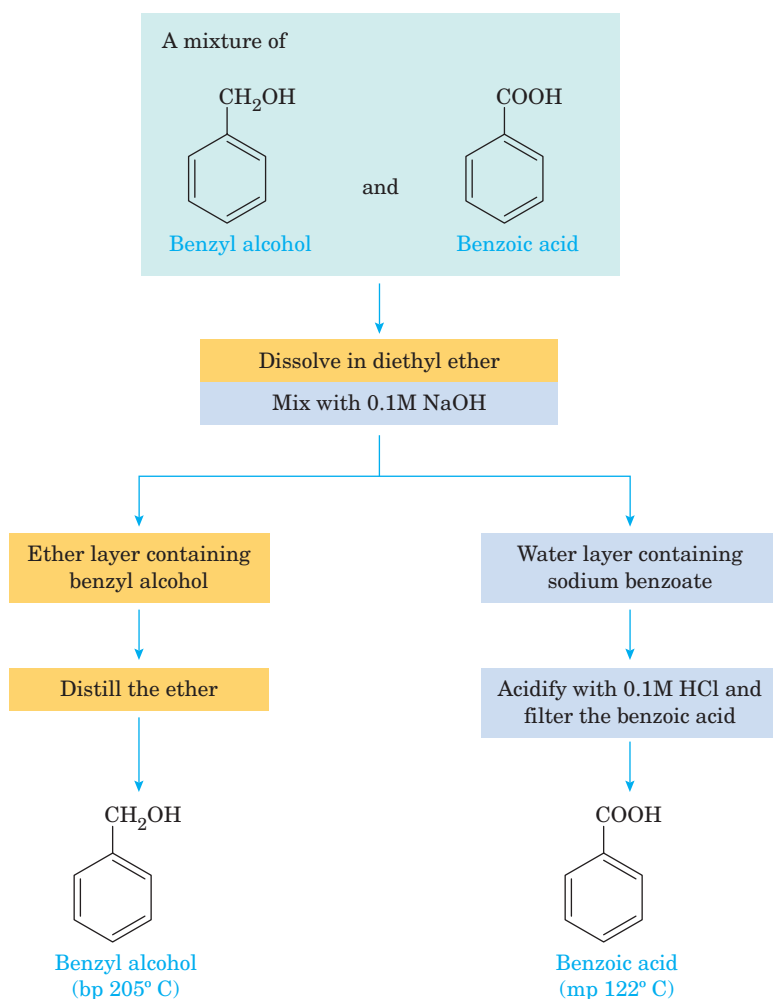 A mixture of
CH₂OH
COOH
and
Benzyl alcohol
Benzoic acid
Dissolve in diethyl ether
Mix with 0.1M NaOH
Ether layer containing
benzyl alcohol
Water layer containing
sodium benzoate
Distill the ether
Acidify with 0.1M HCl and
filter the benzoic acid
CH₂OH
COOH
Benzyl alcohol
(bp 205° C)
Benzoic acid
(mp 122° C)